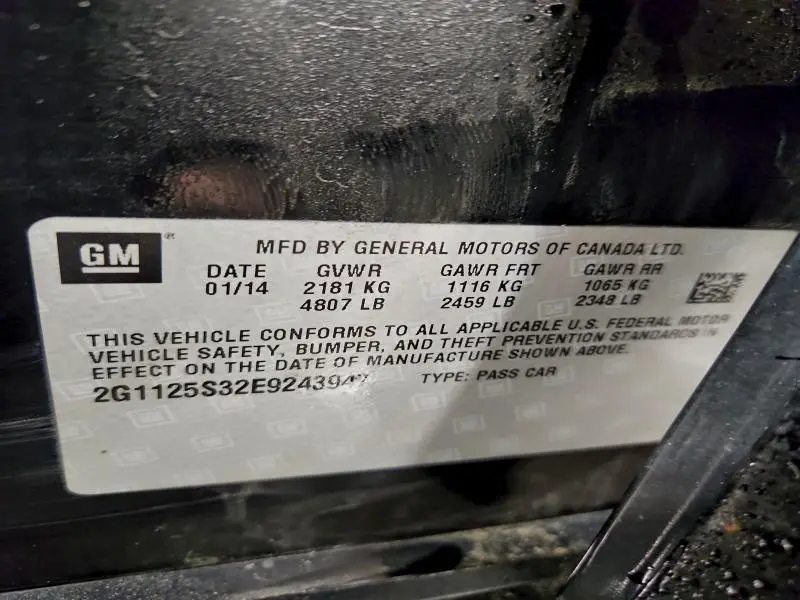 GM®
MFD BY GENERAL MOTORS OF CANADA LTD.
DATE GVWR GAWR FRT GAWR RR
01/14 2181 KG 1116 KG 1065 KG
4807 LB 2459 LB 2348 LB
THIS VEHICLE CONFORMS TO ALL APPLICABLE U.S. FEDERAL MOTOR
VEHICLE SAFETY, BUMPER, AND THEFT PREVENTION STANDARDS IN
EFFECT ON THE DATE OF MANUFACTURE SHOWN ABOVE.
2G1125S32E9243947 TYPE: PASS CAR